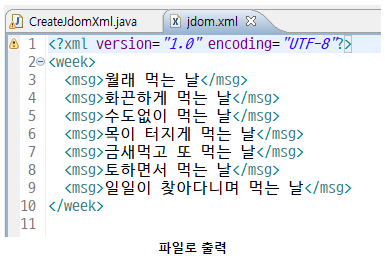 CreateJdomXml.java jdom.xml
1 <?xml version="1.0" encoding="UTF-8"?>
2 <week>
3 <msg>월래 먹는 날</msg>
4 <msg>화끈하게 먹는 날</msg>
5 <msg>수도없이 먹는 날</msg>
6 <msg>목이 터지게 먹는 날</msg>
7 <msg>금새먹고 또 먹는 날</msg>
8 <msg>토하면서 먹는 날</msg>
9 <msg>일일이 찾아다니며 먹는 날</msg>
10 </week>
11
파일로 출력